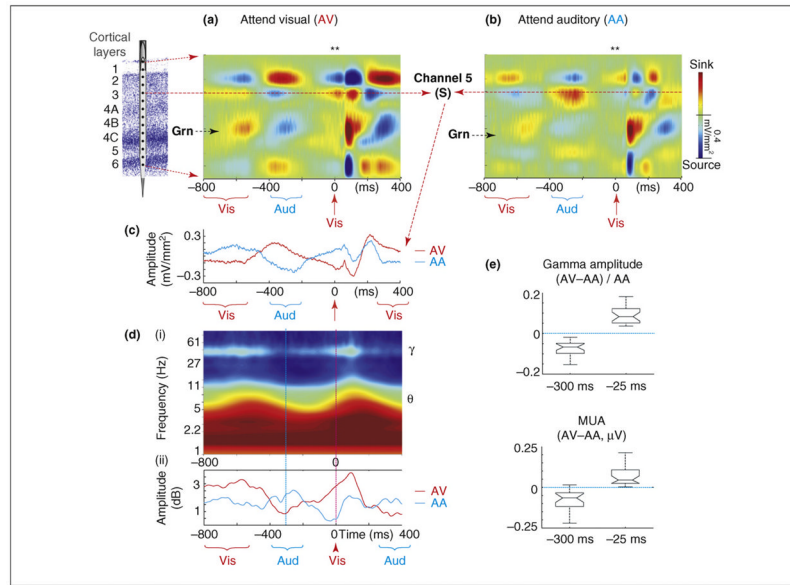 (a) Attend visual (AV)
(b) Attend auditory (AA)
Cortical
layers
1
2
3
4A
4B
4C
5
6
**
**
Channel 5
(S)
Grn
Grn
Sink
0.4
mV/mm²
Source
-800 -400 0 (ms) 400
-800 -400 0 (ms) 400
Vis Aud Vis
Vis Aud Vis
(c)
Amplitude
(mV/mm²)
0.3
−0.3
AV
AA
−800 −400 0 (ms) 400
Vis Aud Vis
(d) (i)
Frequency (Hz)
61
27
11
5
2.2
1
γ
θ
-800 0
(ii)
Amplitude
(dB)
3
1
AV
AA
−800 −400 0 Time (ms) 400
Vis Aud Vis Aud
(e)
Gamma amplitude
(AV–AA) / AA
0.2
0
−0.2
−300 ms −25 ms
MUA
(AV–AA, μV)
0.25
0
−0.25
−300 ms −25 ms